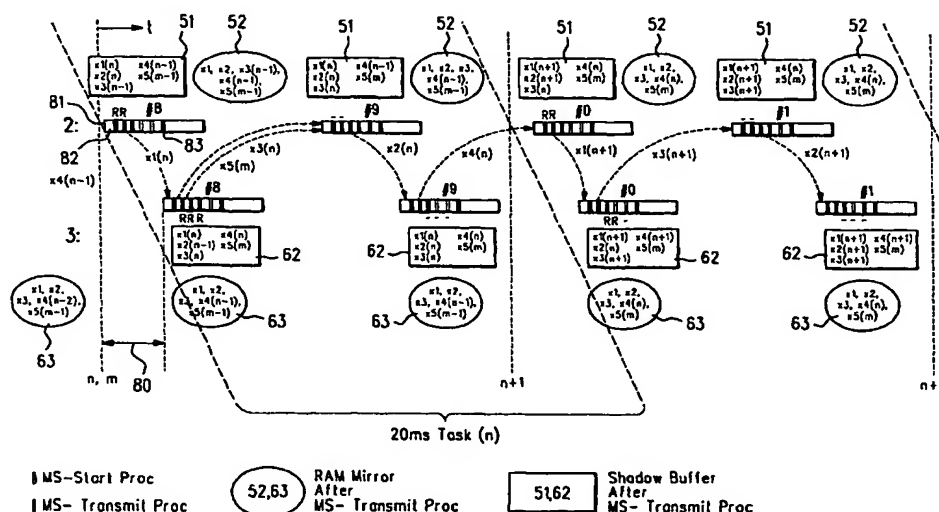 51 52 51 52 51 52 51 52
t
x1(n) x4(n-1)
x2(n) x5(m-1)
x3(n-1)
x1, x2, x3(n-1),
x4(n-1),
x5(m-1)
x1(n) x4(n-1)
x2(n) x5(m)
x3(n)
x1, x2, x3,
x4(n-1),
x5(m)
x1(n+1) x4(n)
x2(n+1) x5(m)
x3(n)
x1, x2,
x3, x4(n),
x5(m)
x1(n+1) x4(n)
x2(n+1) x5(m)
x3(n+1)
x1, x2,
x3, x4(n),
x5(m)
81
2:
RR #8
-- #9
RR #0
-- #1
82
83
x4(n-1)
x1(n)
x3(n)
x5(m)
x2(n)
x4(n)
x1(n+1)
x3(n+1)
x2(n+1)
3:
#8
RRR
#9
---
#0
RR -
#1
---
x1(n) x4(n)
x2(n-1) x5(m)
x3(n)
62
x1(n) x4(n)
x2(n) x5(m)
x3(n)
62
x1(n+1) x4(n+1)
x2(n) x5(m)
x3(n+1)
62
x1(n+1) x4(n+1)
x2(n+1) x5(m)
x3(n+1)
62
x1, x2,
x3, x4(n-2),
x5(m-1)
63
x1, x2,
x3, x4(n-1),
x5(m-1)
63
x1, x2,
x3, x4(n-1),
x5(m)
63
x1, x2,
x3, x4(n),
x5(m)
63
x1, x2,
x3, x4(n),
x5(m)
63
n, m
80
n+1
n+
20ms Task (n)
MS-Start Proc
MS- Transmit Proc
52,63
RAM Mirror
After
MS- Transmit Proc
51,62
Shadow Buffer
After
MS- Transmit Proc